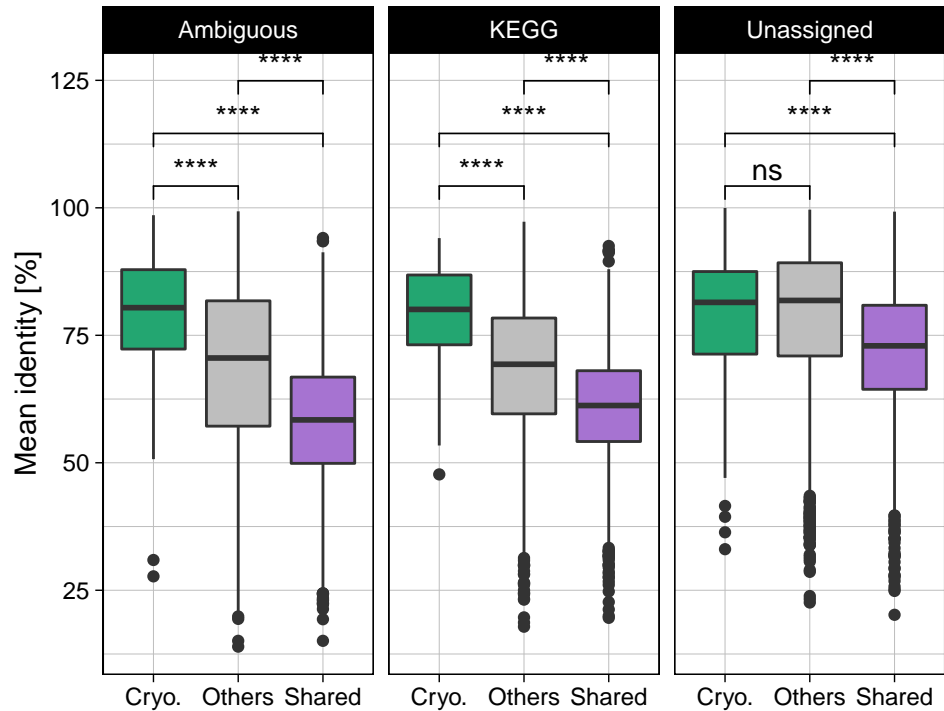 Ambiguous
KEGG
Unassigned
Mean identity [%]
125
100
75
50
25
****
****
****
****
****
****
****
****
ns
Cryo.
Others
Shared
Cryo.
Others
Shared
Cryo.
Others
Shared